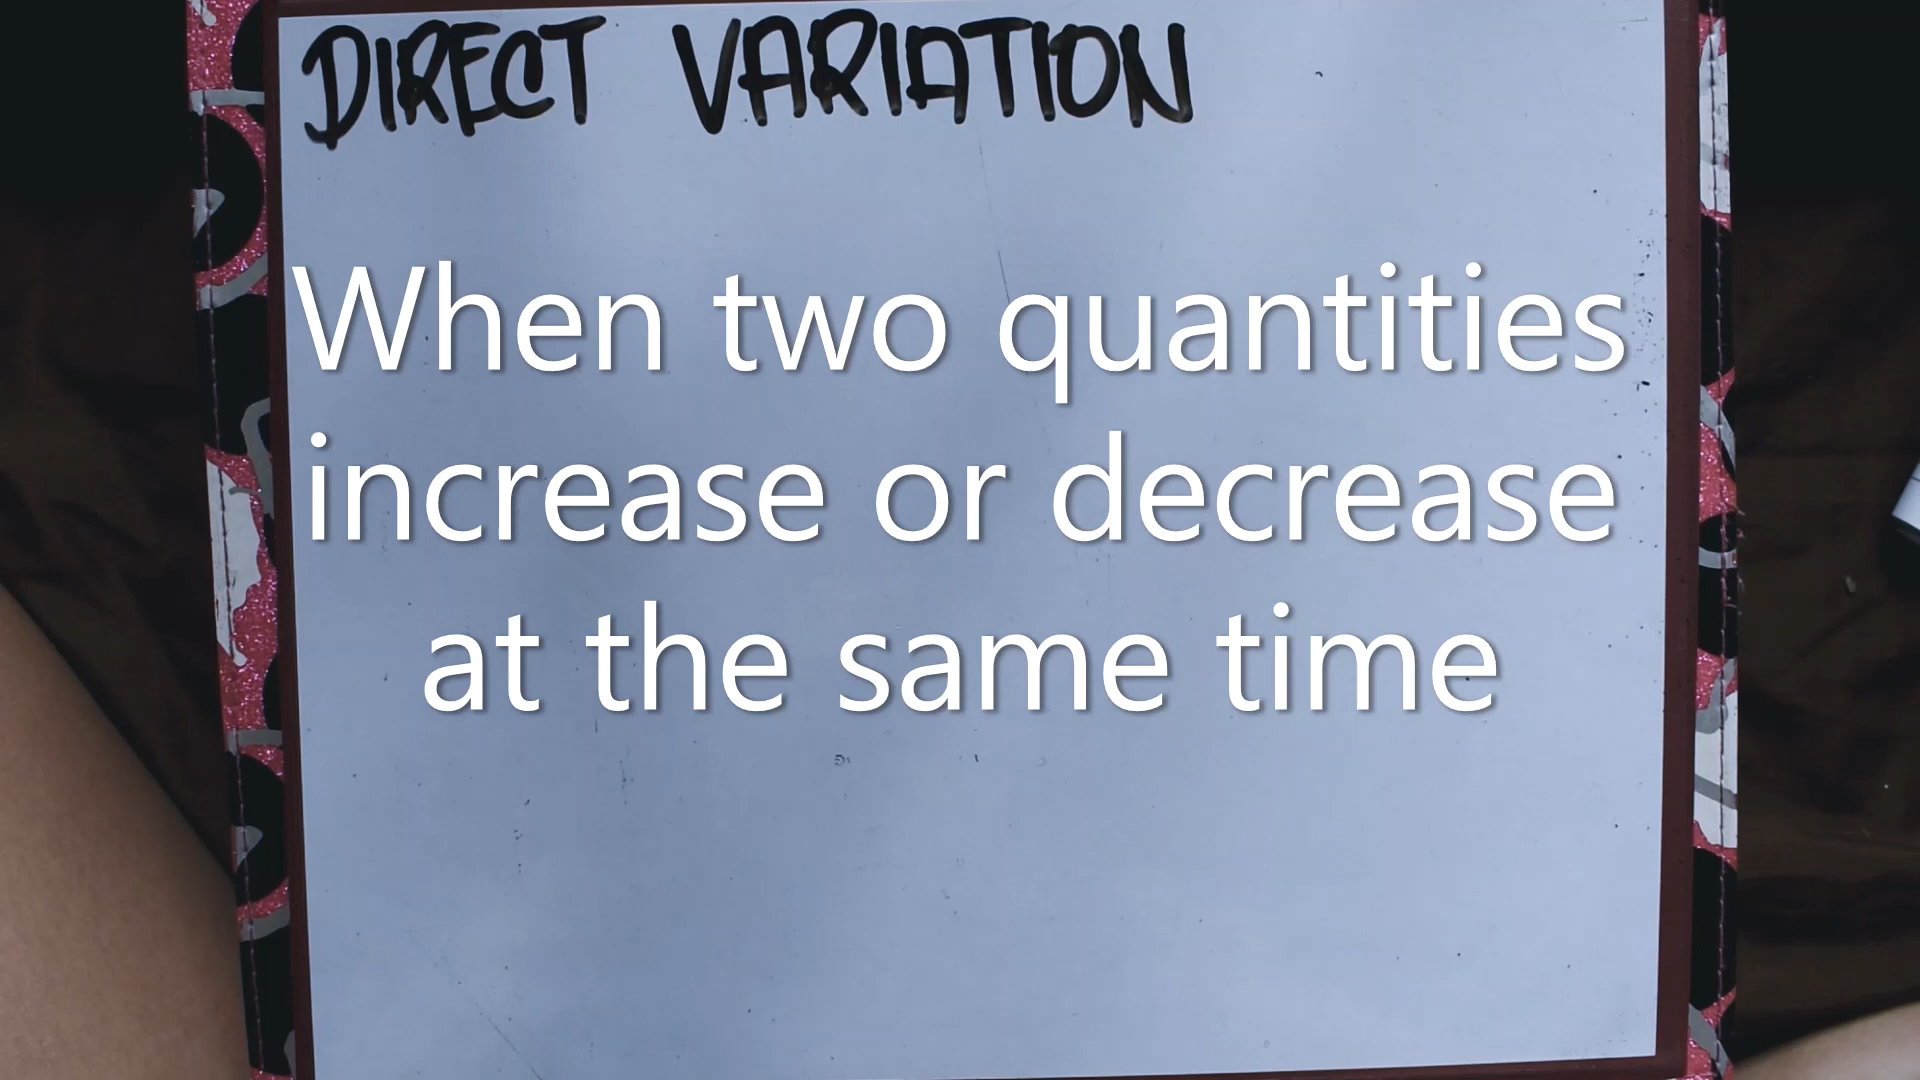 DIRECT VARIATION
When two quantities
increase or decrease
at the same time